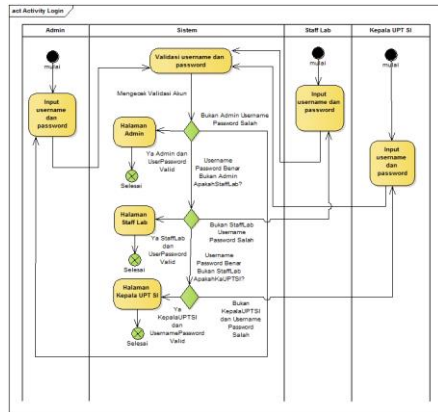 act Activity Login
Admin
Sistem
Staff Lab
Kepala UPT SI
mulai
Validasi username dan
password
mulai
mulai
Input
username
dan
password
Mengecek Validasi Akun
Input
username
dan
password
Bukan Admin Username
Password Salah
Halaman
Admin
Input
username
dan
password
Ya Admin dan
UserPassword
Valid
Username
Password Benar
Bukan Admin
ApakahStaffLab?
Selesai
Halaman
Staff Lab
Bukan StaffLab
Username
Password Salah
Ya StaffLab
dan
UserPassword
Valid
Username
Password Benar
Bukan StaffLab
ApakahKaUPTSI?
Selesai
Halaman
Kepala UPT SI
Ya
KepalaUPTSI
dan
UsernamePassword
Valid
Bukan
KepalaUPTSI
dan Username
Password
Salah
Selesai